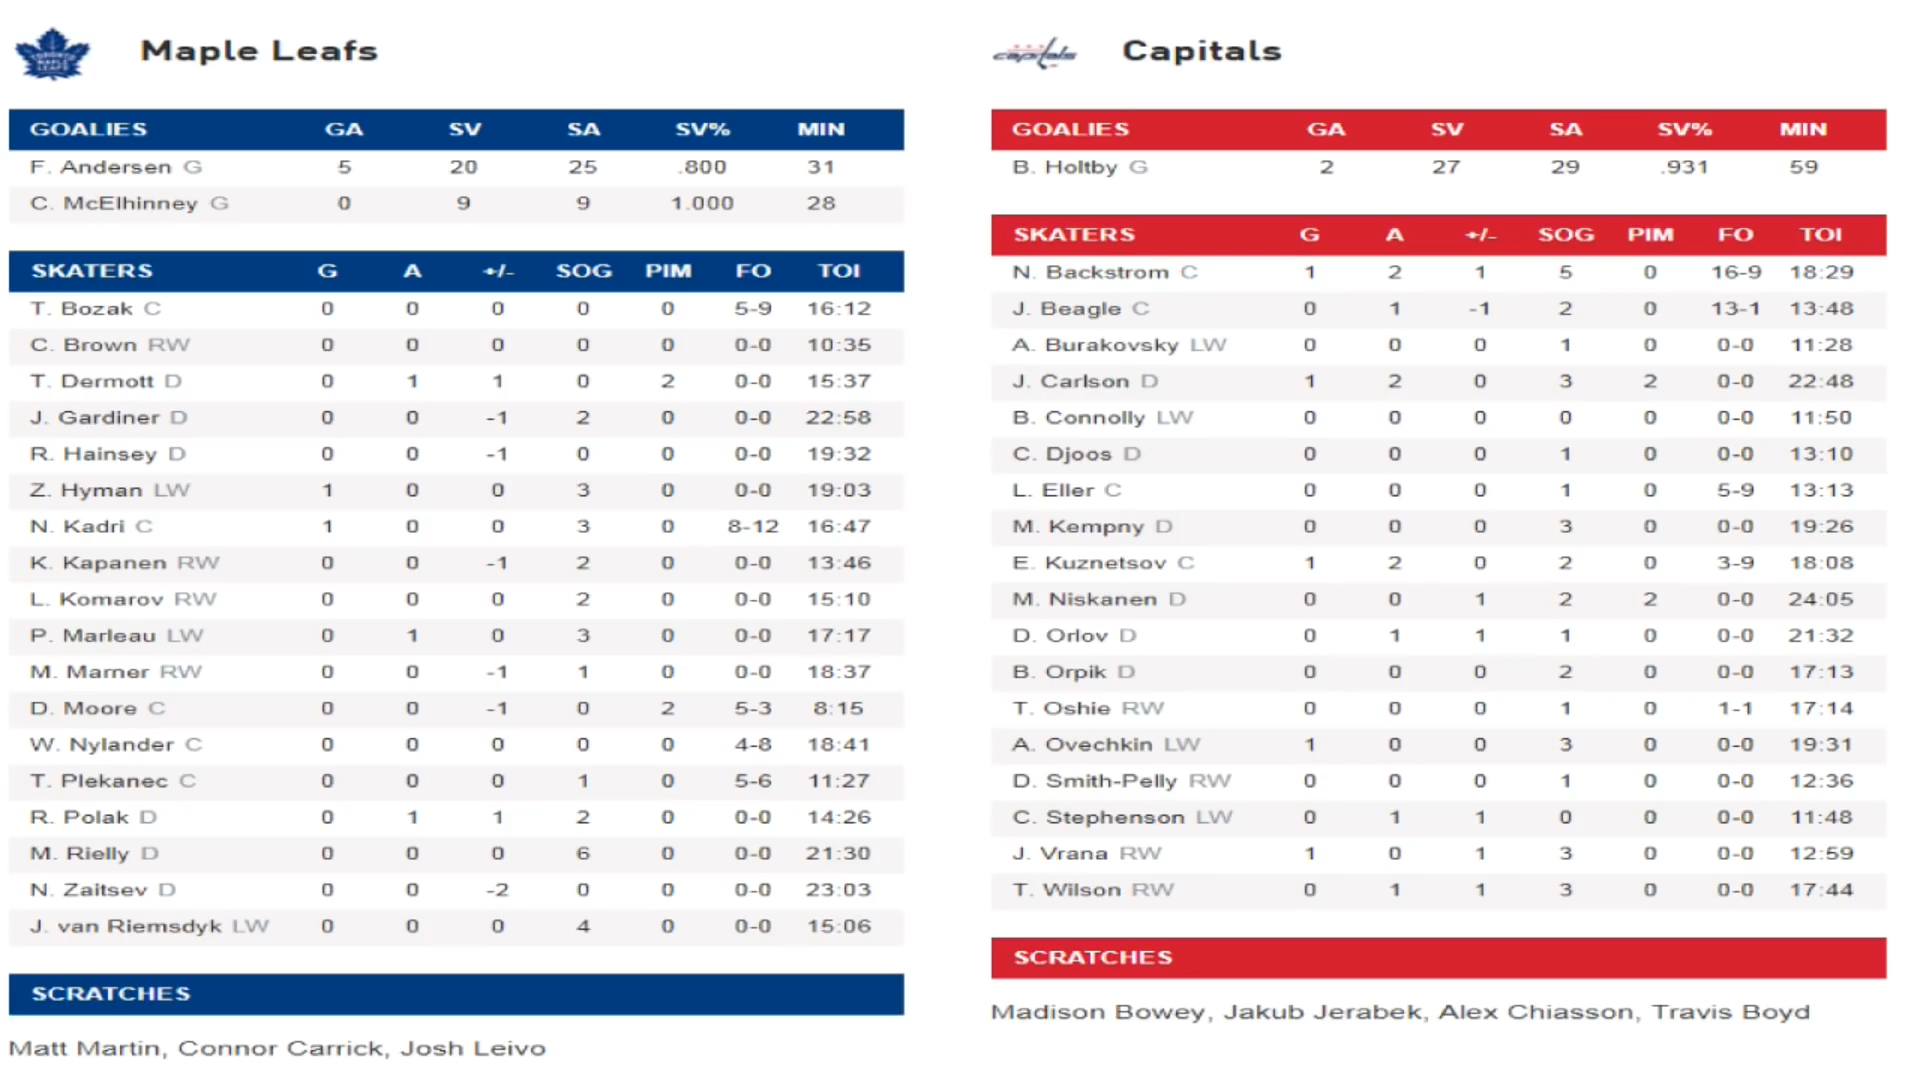 Maple Leafs
GOALIES GA SV SA SV% MIN
F. Andersen G 5 20 25 .800 31
C. McElhinney G 0 9 9 1.000 28
SKATERS G A +/- SOG PIM FO TOI
T. Bozak C 0 0 0 0 0 5-9 16:12
C. Brown RW 0 0 0 0 0 0-0 10:35
T. Dermott D 0 1 1 0 2 0-0 15:37
J. Gardiner D 0 0 -1 2 0 0-0 22:58
R. Hainsey D 0 0 -1 0 0 0-0 19:32
Z. Hyman LW 1 0 0 3 0 0-0 19:03
N. Kadri C 1 0 0 3 0 8-12 16:47
K. Kapanen RW 0 0 -1 2 0 0-0 13:46
L. Komarov RW 0 0 0 2 0 0-0 15:10
P. Marleau LW 0 1 0 3 0 0-0 17:17
M. Marner RW 0 0 -1 1 0 0-0 18:37
D. Moore C 0 0 -1 0 2 5-3 8:15
W. Nylander C 0 0 0 0 0 4-8 18:41
T. Plekanec C 0 0 0 1 0 5-6 11:27
R. Polak D 0 1 1 2 0 0-0 14:26
M. Rielly D 0 0 0 6 0 0-0 21:30
N. Zaitsev D 0 0 -2 0 0 0-0 23:03
J. van Riemsdyk LW 0 0 0 4 0 0-0 15:06
SCRATCHES
Matt Martin, Connor Carrick, Josh Leivo
capitals
Capitals
GOALIES GA SV SA SV% MIN
B. Holtby G 2 27 29 .931 59
SKATERS G A +/- SOG PIM FO TOI
N. Backstrom C 1 2 1 5 0 16-9 18:29
J. Beagle C 0 1 -1 2 0 13-1 13:48
A. Burakovsky LW 0 0 0 1 0 0-0 11:28
J. Carlson D 1 2 0 3 2 0-0 22:48
B. Connolly LW 0 0 0 0 0 0-0 11:50
C. Djoos D 0 0 0 1 0 0-0 13:10
L. Eller C 0 0 0 1 0 5-9 13:13
M. Kempny D 0 0 0 3 0 0-0 19:26
E. Kuznetsov C 1 2 0 2 0 3-9 18:08
M. Niskanen D 0 0 1 2 2 0-0 24:05
D. Orlov D 0 1 1 1 0 0-0 21:32
B. Orpik D 0 0 0 2 0 0-0 17:13
T. Oshie RW 0 0 0 1 0 1-1 17:14
A. Ovechkin LW 1 0 0 3 0 0-0 19:31
D. Smith-Pelly RW 0 0 0 1 0 0-0 12:36
C. Stephenson LW 0 1 1 0 0 0-0 11:48
J. Vrana RW 1 0 1 3 0 0-0 12:59
T. Wilson RW 0 1 1 3 0 0-0 17:44
SCRATCHES
Madison Bowey, Jakub Jerabek, Alex Chiasson, Travis Boyd